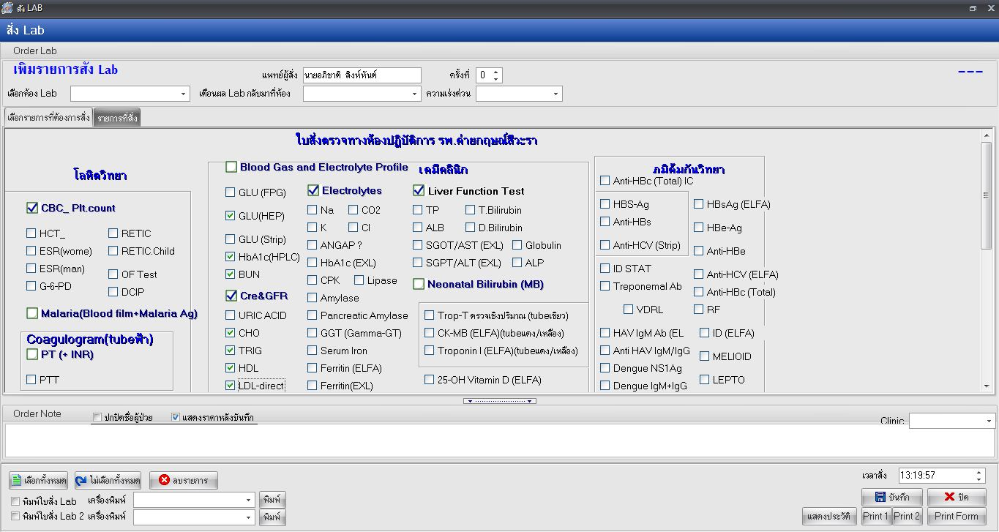 สั่ง LAB
สั่ง Lab
Order Lab
เพิ่มรายการสั่ง Lab
แพทย์ผู้สั่ง นายอภิชาติ สิงห์หันต์ ครั้งที่ 0
---
เลือกห้อง Lab เตือนผล Lab กลับมาที่ห้อง ความเร่งด่วน
เลือกรายการที่ต้องการสั่ง รายการที่สั่ง
ใบสั่งตรวจทางห้องปฏิบัติการ รพ.ค่ายกฤษณ์สีวะรา
โลหิตวิทยา
CBC_ Plt.count
HCT_ RETIC
ESR(wome) RETIC.Child
ESR(man) OF Test
G-6-PD DCIP
Malaria(Blood film+Malaria Ag)
Coagulogram(tubeฟ้า)
PT (+ INR)
PTT
Blood Gas and Electrolyte Profile เคมีคลินิก
GLU (FPG)
GLU(HEP)
GLU (Strip)
HbA1c(HPLC)
BUN
Cre&GFR
URIC ACID
CHO
TRIG
HDL
LDL-direct
Electrolytes
Na CO2
K Cl
ANGAP ?
HbA1c (EXL)
CPK Lipase
Amylase
Pancreatic Amylase
GGT (Gamma-GT)
Serum Iron
Ferritin (ELFA)
Ferritin(EXL)
Liver Function Test
TP T.Bilirubin
ALB D.Bilirubin
SGOT/AST (EXL) Globulin
SGPT/ALT (EXL) ALP
Neonatal Bilirubin (MB)
Trop-T ตรวจเชิงปริมาณ (tubeเขียว)
CK-MB (ELFA)(tubeแดง/เหลือง)
Troponin I (ELFA)(tubeแดง/เหลือง)
25-OH Vitamin D (ELFA)
ภูมิคุ้มกันวิทยา
Anti-HBc (Total) IC
HBS-Ag HBsAg (ELFA)
Anti-HBs HBe-Ag
Anti-HCV (Strip) Anti-HBe
ID STAT Anti-HCV (ELFA)
Treponemal Ab Anti-HBc (Total)
VDRL RF
HAV IgM Ab (EL ID (ELFA)
Anti HAV IgM/IgG MELIOID
Dengue NS1Ag
Dengue IgM+IgG LEPTO
Order Note ปกปิดชื่อผู้ป่วย แสดงราคาหลังบันทึก Clinic
เลือกทั้งหมด ไม่เลือกทั้งหมด ลบรายการ
เวลาสั่ง 13:19:57
พิมพ์ใบสั่ง Lab เครื่องพิมพ์ พิมพ์
บันทึก ปิด
พิมพ์ใบสั่ง Lab 2 เครื่องพิมพ์ พิมพ์
แสดงประวัติ Print 1 Print 2 Print Form